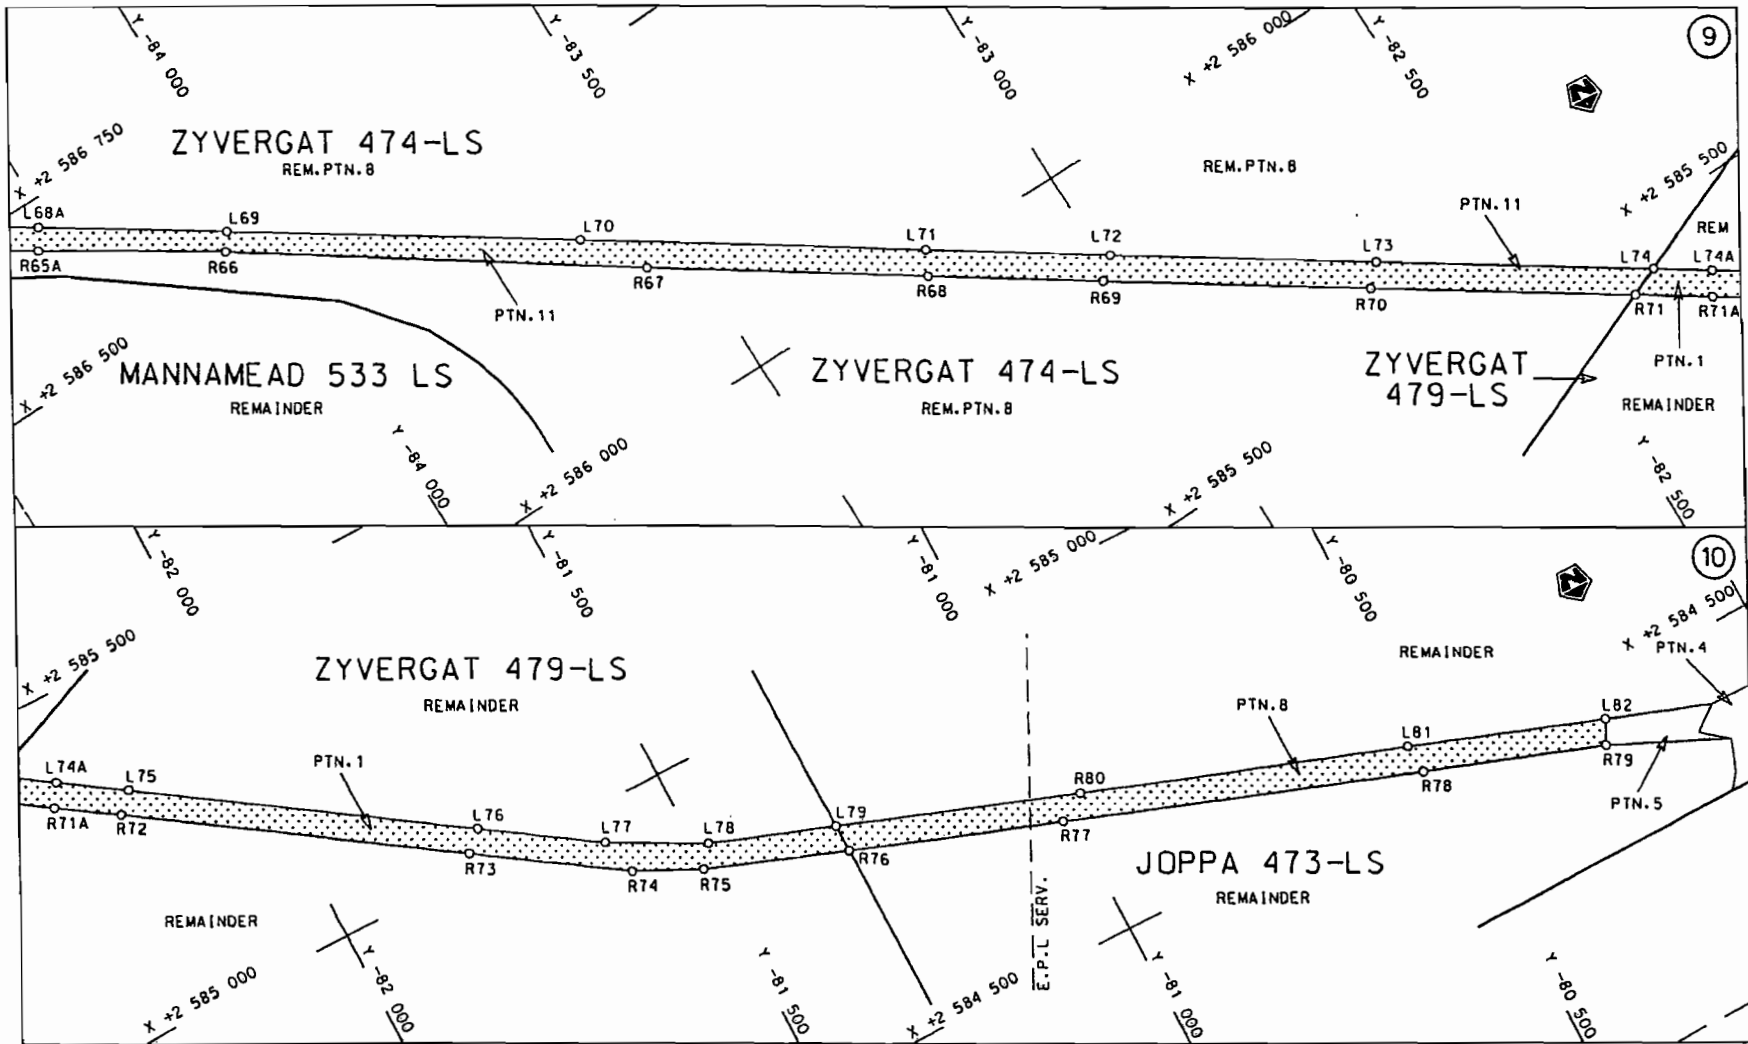 Y -84 000
Y -83 500
Y -83 000
X +2 586 000
Y -82 500
9
N
X +2 586 750
ZYVERGAT 474-LS
REM.PTN.8
REM.PTN.8
X +2 585 500
PTN.11
REM
L68A
L69
L70
L71
L72
L73
L74
L74A
R65A
R66
R67
R68
R69
R70
R71
R71A
PTN.11
PTN.1
X +2 586 500
MANNAMEAD 533 LS
REMAINDER
ZYVERGAT 474-LS
REM.PTN.8
ZYVERGAT
479-LS
REMAINDER
Y -84 000
X +2 586 000
X +2 585 500
Y -82 500
Y -82 000
Y -81 500
Y -81 000
X +2 585 000
Y -80 500
10
N
X +2 584 500
X +2 585 500
ZYVERGAT 479-LS
REMAINDER
REMAINDER
PTN.4
PTN.1
PTN.8
L74A
L75
L76
L77
L78
L79
R80
L81
L82
R71A
R72
R73
R74
R75
R76
R77
R78
R79
PTN.5
JOPPA 473-LS
REMAINDER
REMAINDER
E.P.L SERV.
X +2 585 000
Y -82 000
Y -81 500
X +2 584 500
Y -81 000
Y -80 500